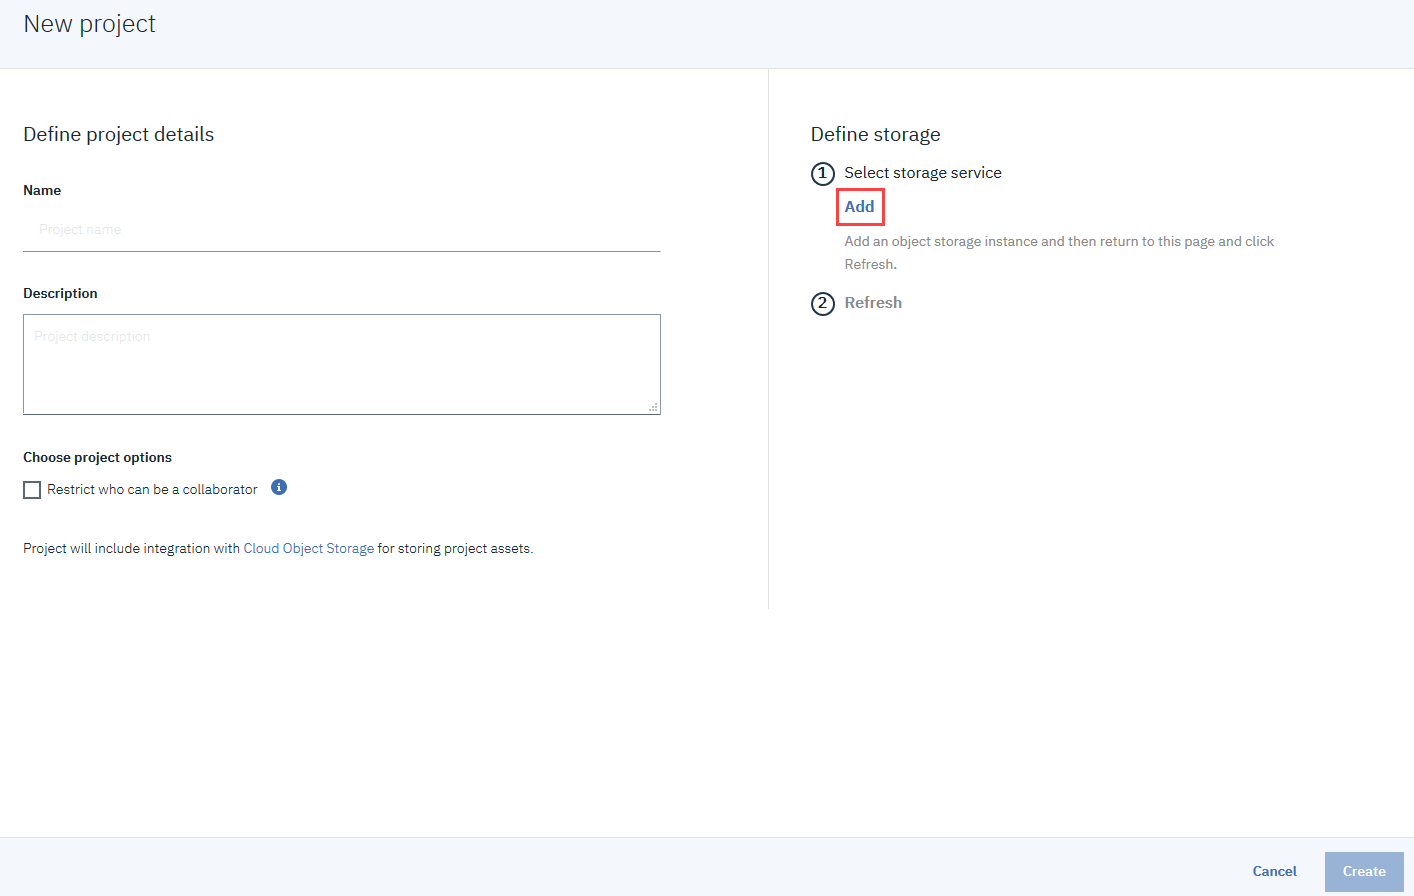 New project
Define project details
Name
Project name
Description
Project description
Choose project options
Restrict who can be a collaborator
Project will include integration with Cloud Object Storage for storing project assets.
Define storage
1 Select storage service
Add
Add an object storage instance and then return to this page and click
Refresh.
2 Refresh
Cancel
Create